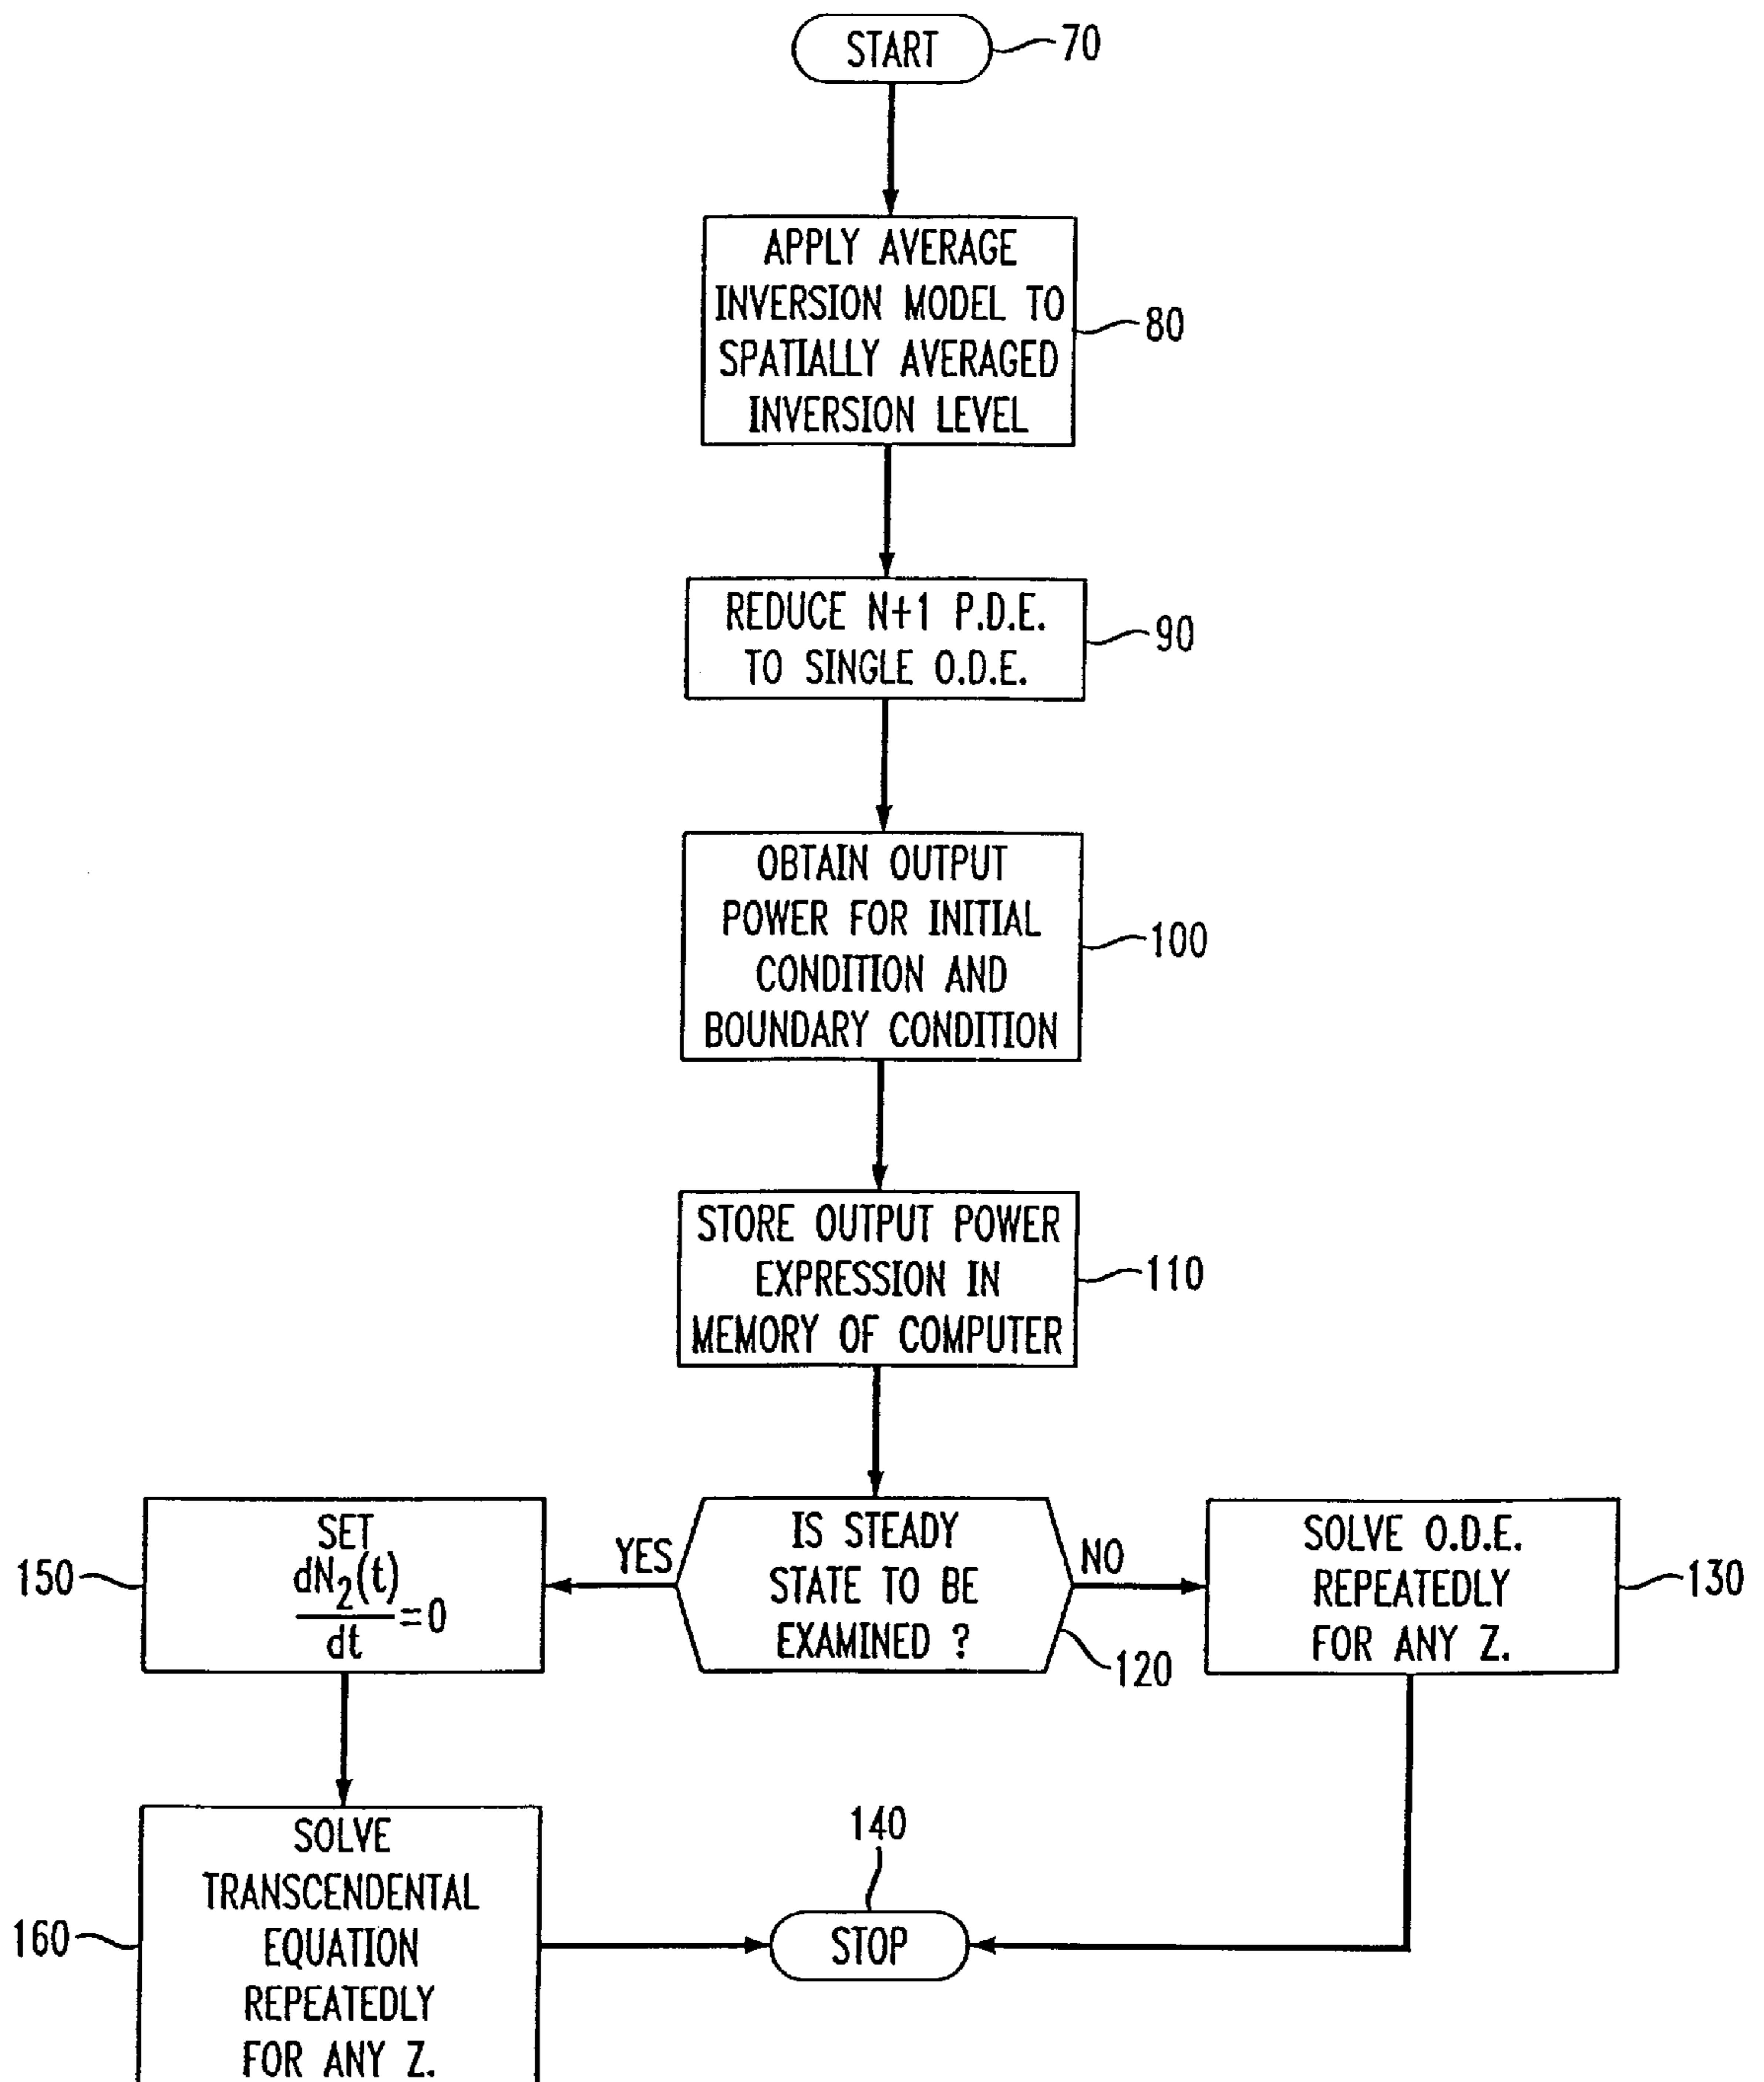 START
70
APPLY AVERAGE
INVERSION MODEL TO
SPATIALLY AVERAGED
INVERSION LEVEL
80
REDUCE N+1 P.D.E.
TO SINGLE O.D.E.
90
OBTAIN OUTPUT
POWER FOR INITIAL
CONDITION AND
BOUNDARY CONDITION
100
STORE OUTPUT POWER
EXPRESSION IN
MEMORY OF COMPUTER
110
IS STEADY
STATE TO BE
EXAMINED ?
120
YES
NO
SET
dN₂(t)
dt
=0
150
SOLVE O.D.E.
REPEATEDLY
FOR ANY Z.
130
SOLVE
TRANSCENDENTAL
EQUATION
REPEATEDLY
FOR ANY Z.
160
140
STOP